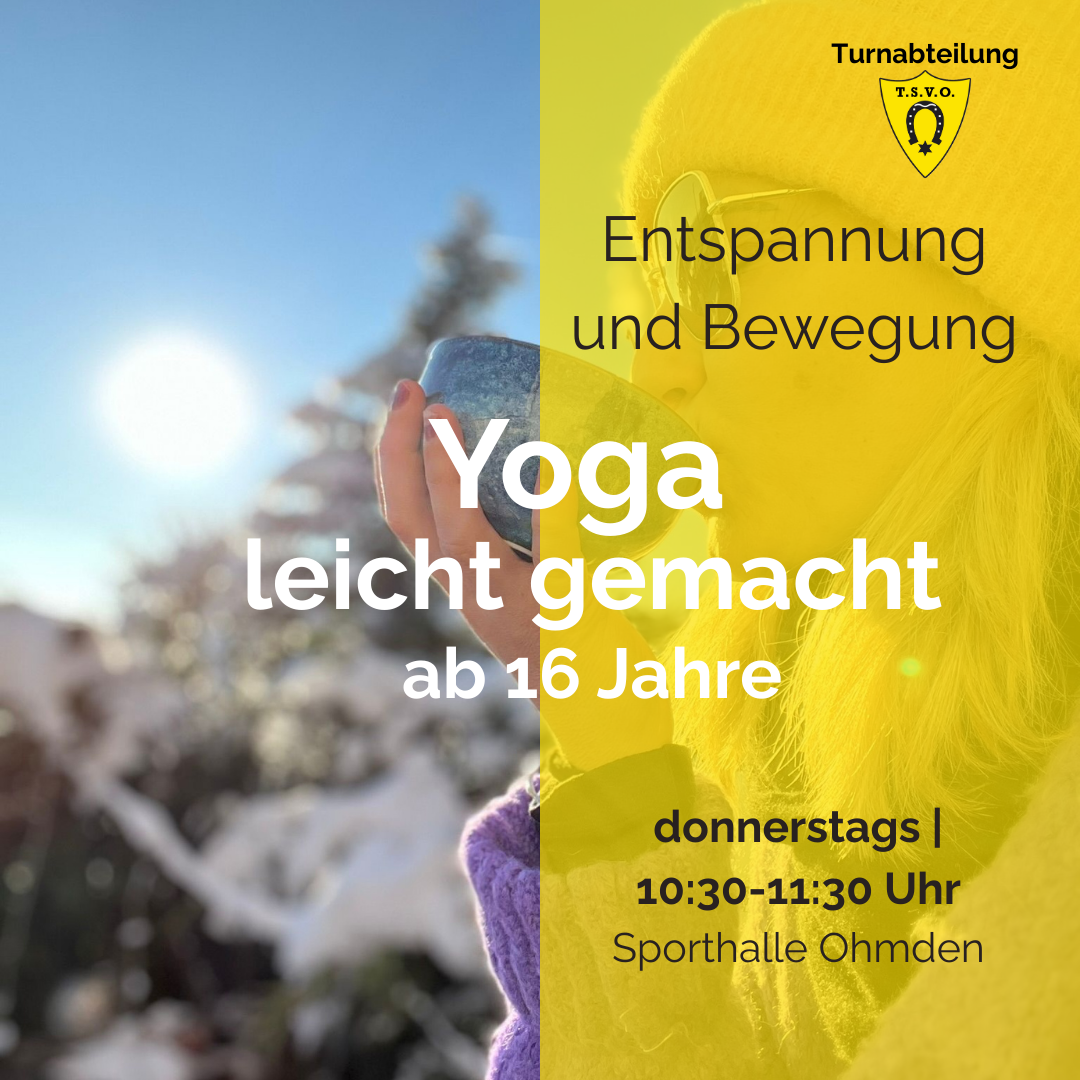 Turnabteilung
T.S.V.O.
Entspannung
und Bewegung
Yoga
leicht gemacht
ab 16 Jahre
donnerstags |
10:30-11:30 Uhr
Sporthalle Ohmden